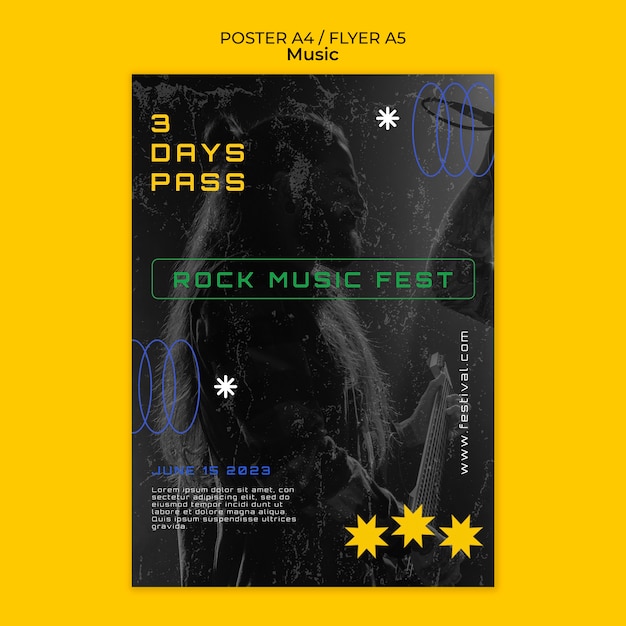 POSTER A4 / FLYER A5
Music
3
DAYS
PASS
ROCK MUSIC FEST
www.festival.com
JUNE 15 2023
Lorem ipsum dolor sit amet, con
sectetur adipiscing elit, sed do
eiusmod tempor incididunt ut
labore et dolore magna aliqua.
Quis ipsum suspendisse ultrices
gravida.